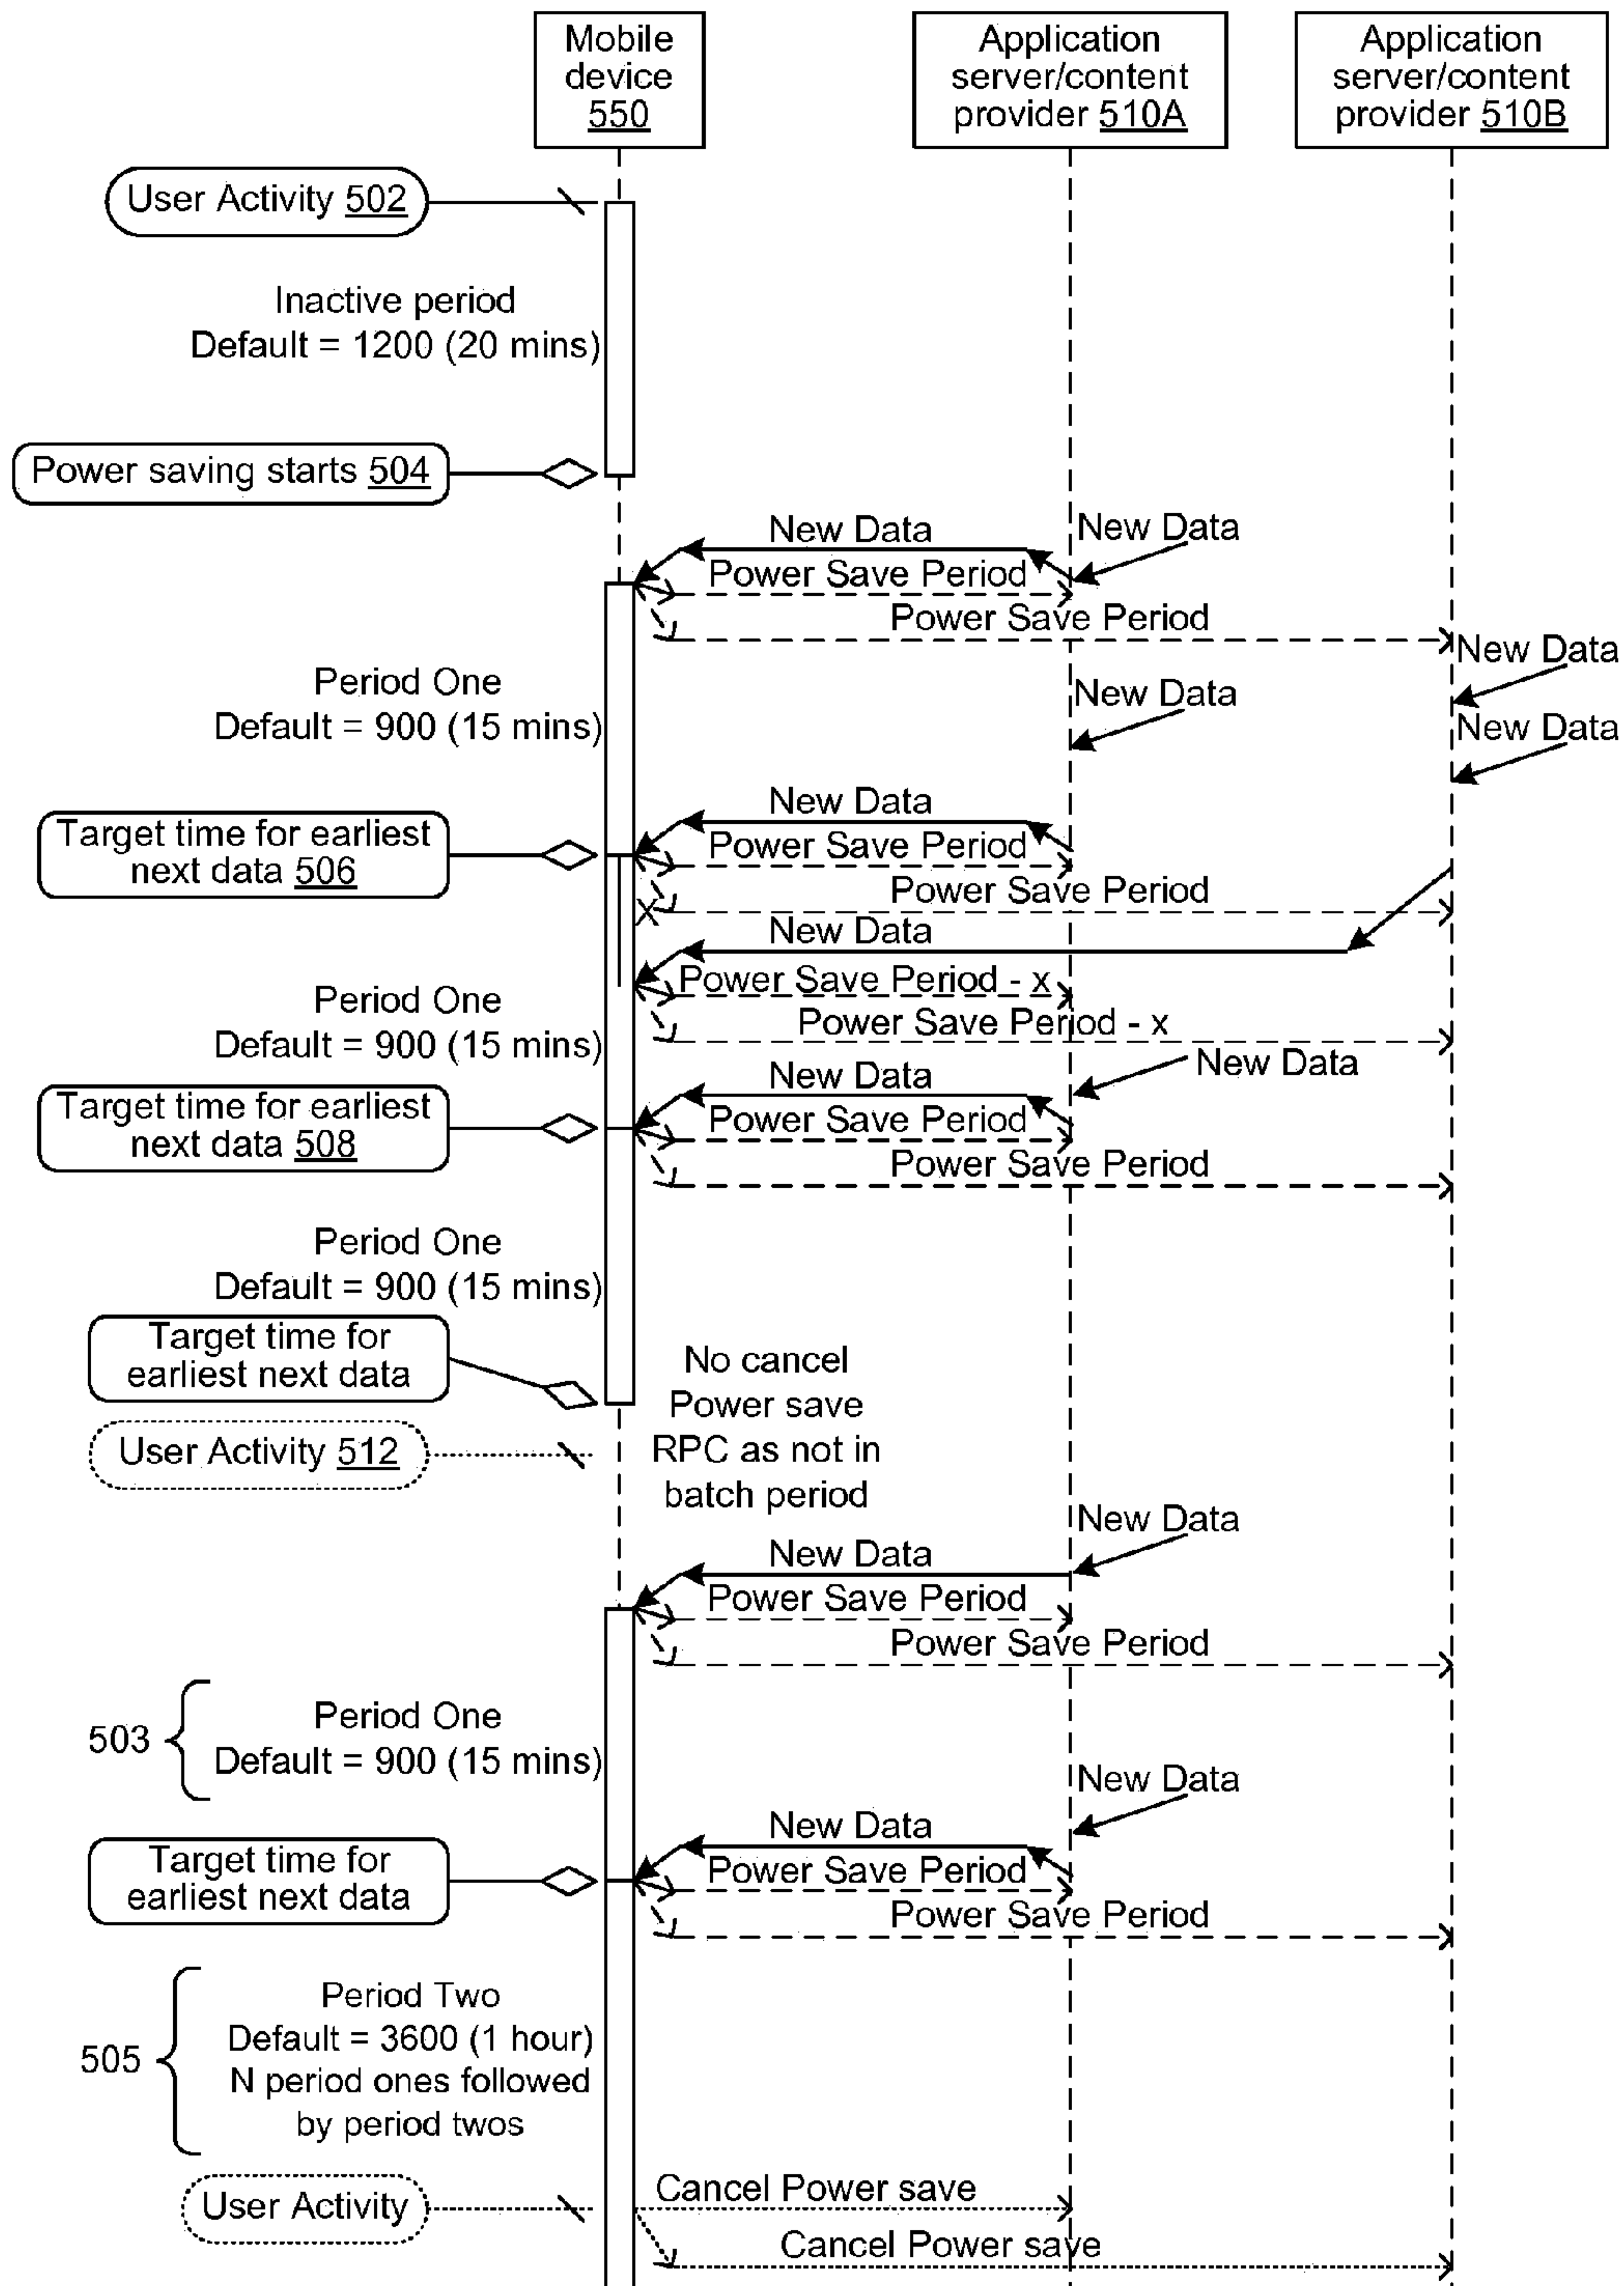 Mobile
device
550
Application
server/content
provider 510A
Application
server/content
provider 510B
User Activity 502
Inactive period
Default = 1200 (20 mins)
Power saving starts 504
New Data
New Data
Power Save Period
Power Save Period
New Data
Period One
Default = 900 (15 mins)
New Data
New Data
New Data
Target time for earliest
next data 506
Power Save Period
Power Save Period
X
New Data
Power Save Period - x
Period One
Default = 900 (15 mins)
Power Save Period - x
New Data
New Data
Target time for earliest
next data 508
Power Save Period
Power Save Period
Period One
Default = 900 (15 mins)
Target time for
earliest next data
No cancel
Power save
RPC as not in
batch period
User Activity 512
New Data
New Data
Power Save Period
Power Save Period
503
Period One
Default = 900 (15 mins)
New Data
New Data
Target time for
earliest next data
Power Save Period
Power Save Period
505
Period Two
Default = 3600 (1 hour)
N period ones followed
by period twos
User Activity
Cancel Power save
Cancel Power save